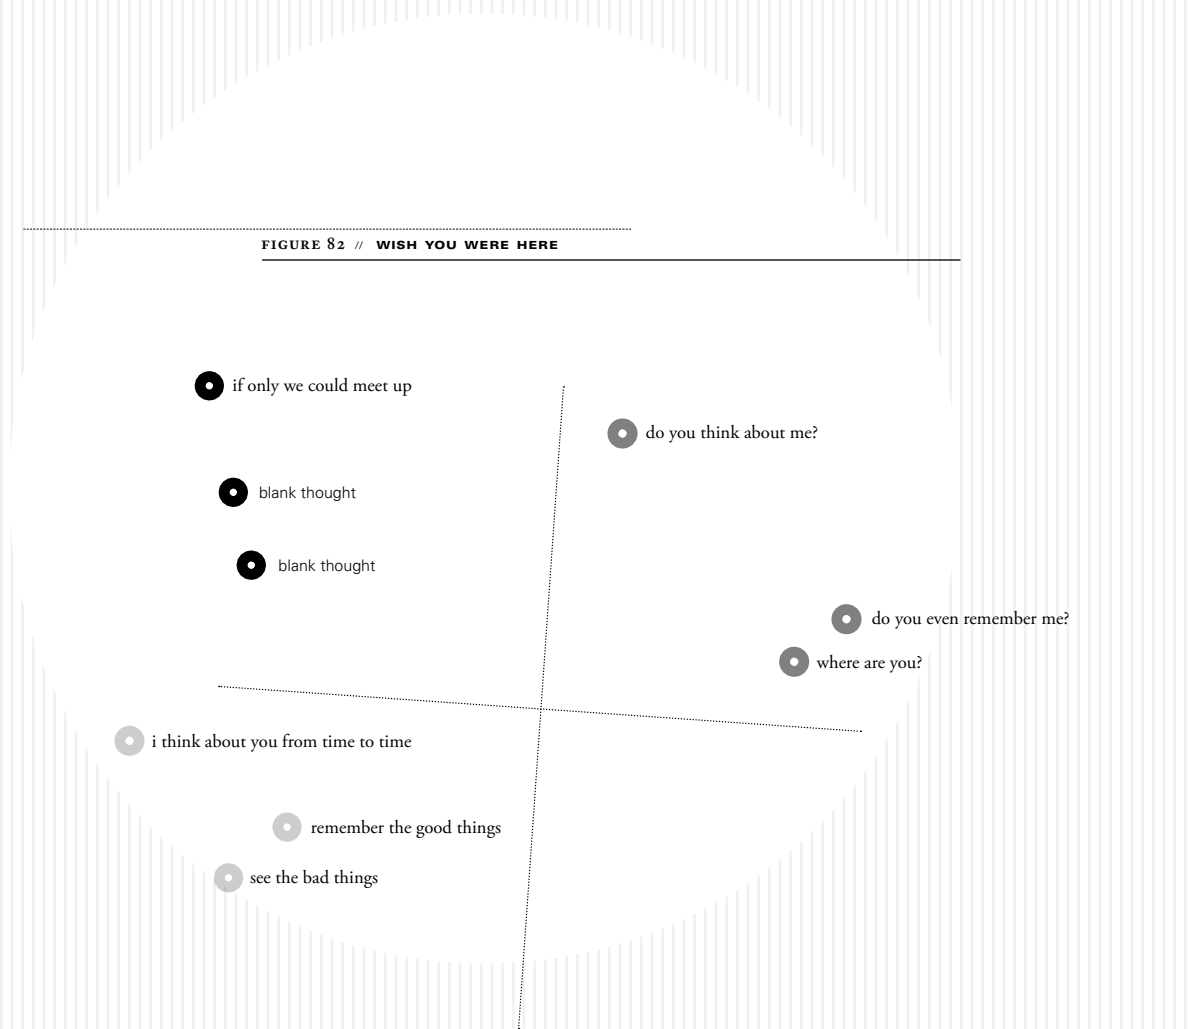 FIGURE 82 // WISH YOU WERE HERE
if only we could meet up
do you think about me?
blank thought
blank thought
do you even remember me?
where are you?
i think about you from time to time
remember the good things
see the bad things